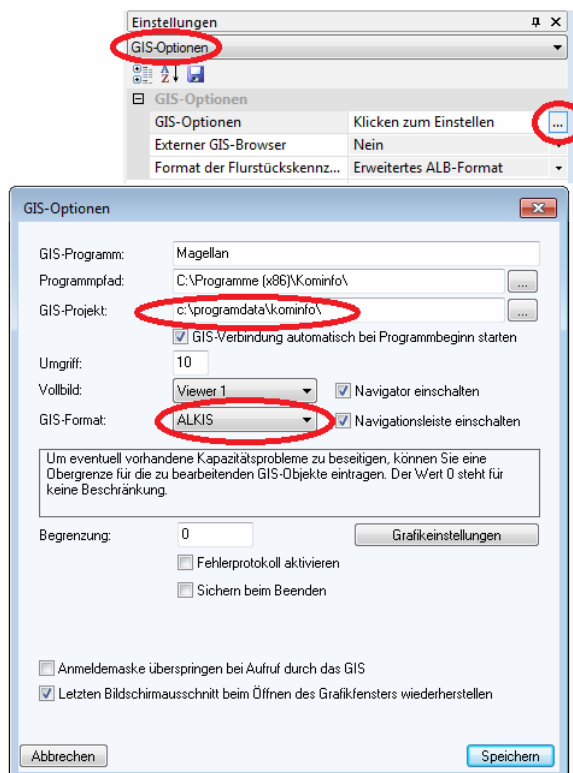 Einstellungen
GIS-Optionen
GIS-Optionen
GIS-Optionen Klicken zum Einstellen ...
Externer GIS-Browser Nein
Format der Flurstückskennz... Erweitertes ALB-Format
GIS-Optionen
GIS-Programm: Magellan
Programmpfad: C:\Programme (x86)\Kominfo\ ...
GIS-Projekt: c:\programdata\kominfo\ ...
GIS-Verbindung automatisch bei Programmbeginn starten
Umgriff: 10
Vollbild: Viewer 1 Navigator einschalten
GIS-Format: ALKIS Navigationsleiste einschalten
Um eventuell vorhandene Kapazitätsprobleme zu beseitigen, können Sie eine
Obergrenze für die zu bearbeitenden GIS-Objekte eintragen. Der Wert 0 steht für
keine Beschränkung.
Begrenzung: 0 Grafikeinstellungen
Fehlerprotokoll aktivieren
Sichern beim Beenden
Anmeldemaske überspringen bei Aufruf durch das GIS
Letzten Bildschirmausschnitt beim Öffnen des Grafikfensters wiederherstellen
Abbrechen Speichern